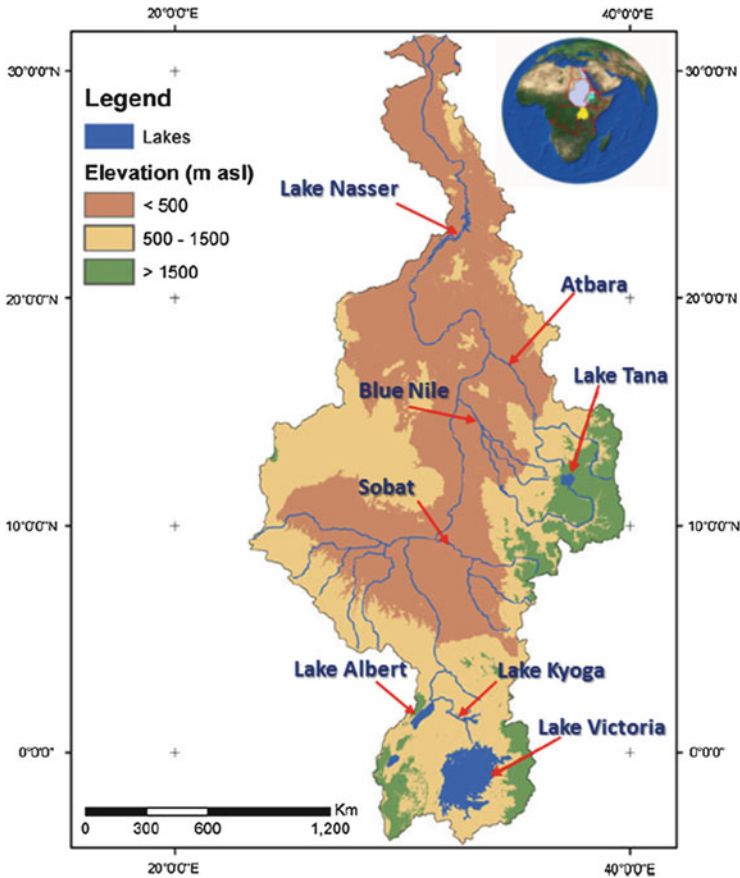 20°0'0"E
40°0'0"E
30°0'0"N
30°0'0"N
Legend
Lakes
Elevation (m asl)
< 500
500 - 1500
> 1500
Lake Nasser
20°0'0"N
20°0'0"N
Atbara
Lake Tana
Blue Nile
Sobat
10°0'0"N
10°0'0"N
Lake Albert
Lake Kyoga
Lake Victoria
0°0'0"
0°0'0"
Km
0 300 600 1,200
20°0'0"E
40°0'0"E